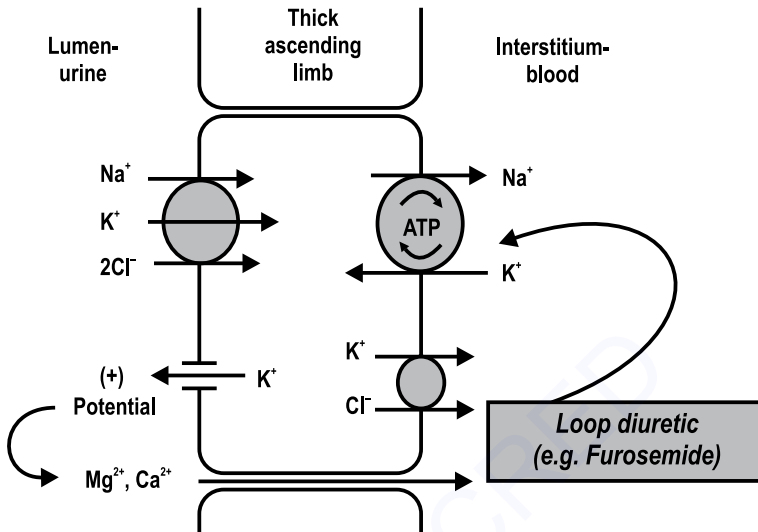 Lumen-
urine
Thick
ascending
limb
Interstitium-
blood
Na⁺
K⁺
2Cl⁻
ATP
Na⁺
K⁺
(+)
Potential
K⁺
K⁺
Cl⁻
Loop diuretic
(e.g. Furosemide)
Mg²⁺, Ca²⁺